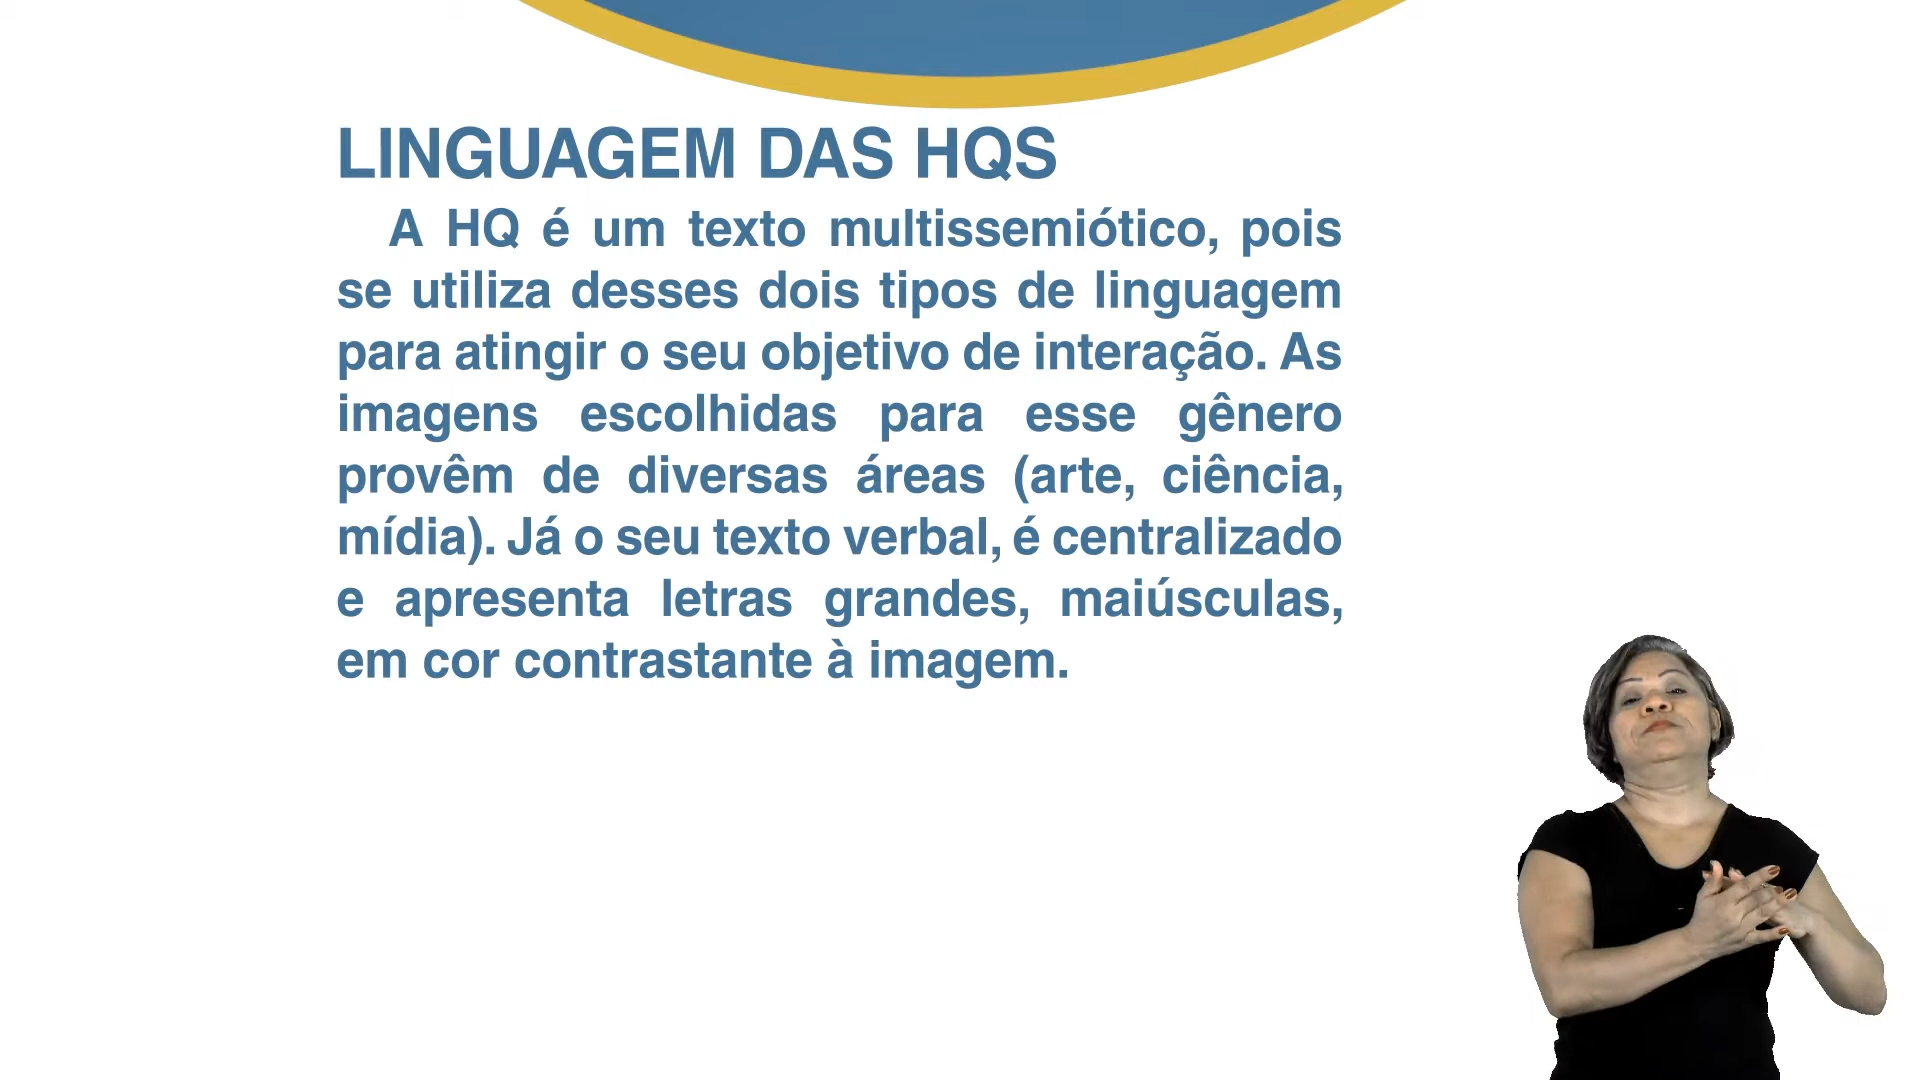 LINGUAGEM DAS HQS
A HQ é um texto multissemiótico, pois
se utiliza desses dois tipos de linguagem
para atingir o seu objetivo de interação. As
imagens escolhidas para esse gênero
provêm de diversas áreas (arte, ciência,
mídia). Já o seu texto verbal, é centralizado
e apresenta letras grandes, maiúsculas,
em cor contrastante à imagem.